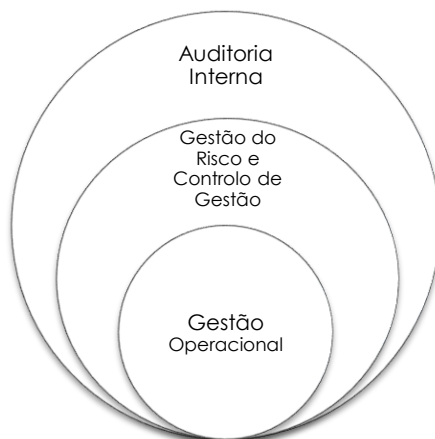 Auditoria
Interna
Gestão do
Risco e
Controlo de
Gestão
Gestão
Operacional